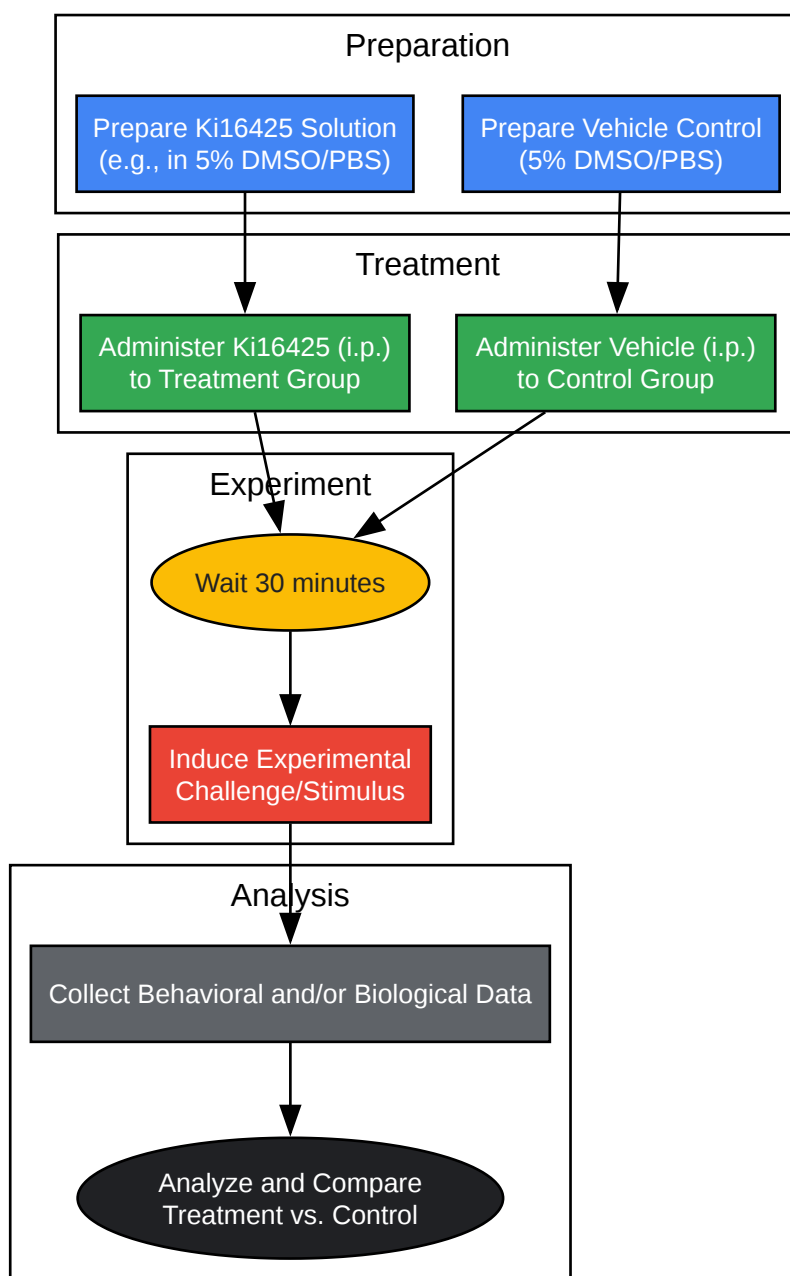 Preparation
Prepare Ki16425 Solution
(e.g., in 5% DMSO/PBS)
Prepare Vehicle Control
(5% DMSO/PBS)
Treatment
Administer Ki16425 (i.p.)
to Treatment Group
Administer Vehicle (i.p.)
to Control Group
Experiment
Wait 30 minutes
Induce Experimental
Challenge/Stimulus
Analysis
Collect Behavioral and/or Biological Data
Analyze and Compare
Treatment vs. Control